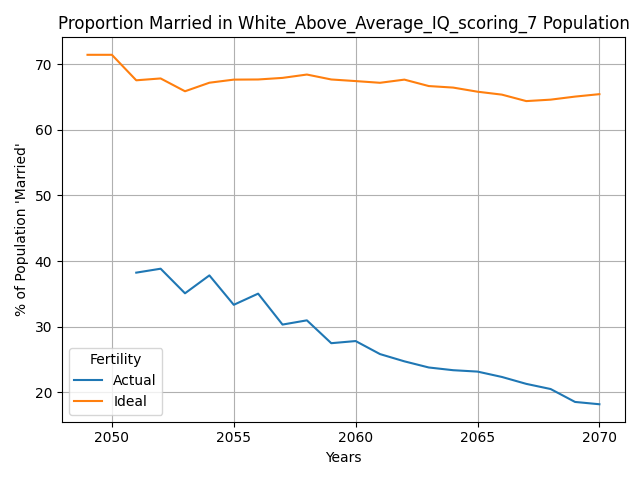 Proportion Married in White_Above_Average_IQ_scoring_7 Population
% of Population 'Married'
70
60
50
40
30
20
Fertility
Actual
Ideal
2050
2055
2060
2065
2070
Years